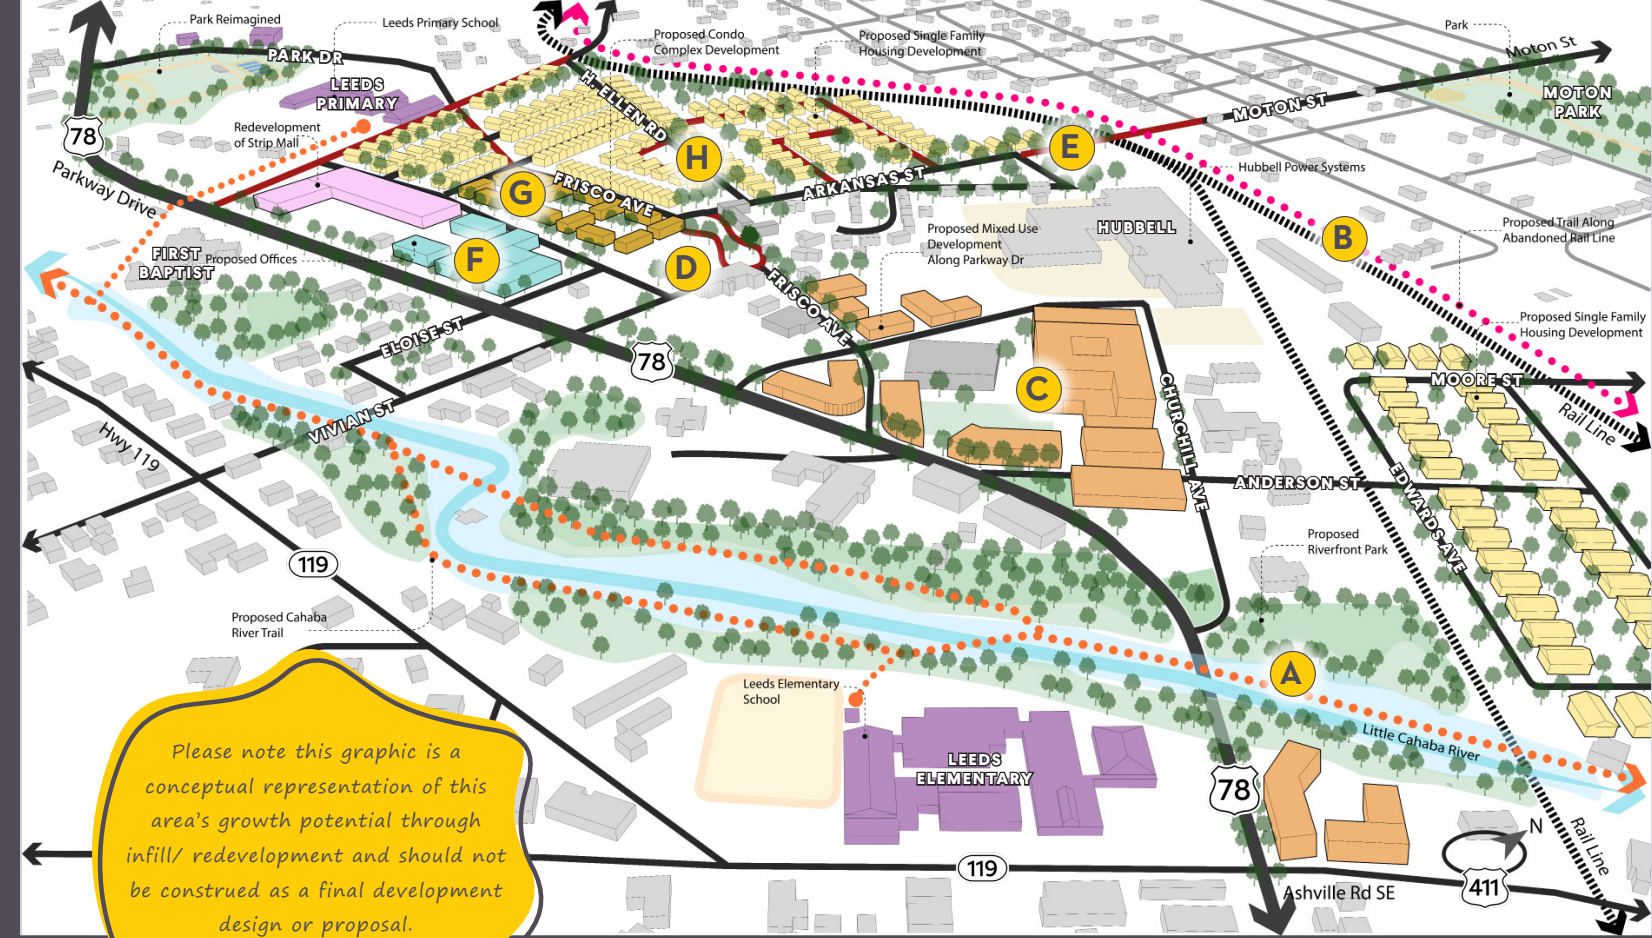 Park Reimagined
Leeds Primary School
Proposed Condo
Complex Development
Proposed Single Family
Housing Development
Park
Moton St
PARK DR
LEEDS
PRIMARY
H. ELLEN RD
MOTON ST
MOTON
PARK
78
Redevelopment
of Strip Mall
E
H
Hubbell Power Systems
Parkway Drive
G
FRISCO AVE
ARKANSAS ST
HUBBELL
Proposed Mixed Use
Development
Along Parkway Dr
B
Proposed Trail Along
Abandoned Rail Line
FIRST
BAPTIST
Proposed Offices
F
D
FRISCO AVE
Proposed Single Family
Housing Development
ELOISE ST
78
C
CHURCHILL AVE
MOORE ST
Rail Line
Hwy 119
VIVIAN ST
ANDERSON ST
EDWARDS AVE
119
Proposed
Riverfront Park
Proposed Cahaba
River Trail
A
Leeds Elementary
School
Little Cahaba River
LEEDS
ELEMENTARY
78
Please note this graphic is a
conceptual representation of this
area's growth potential through
infill/ redevelopment and should not
be construed as a final development
design or proposal.
119
N
411
Rail Line
Ashville Rd SE